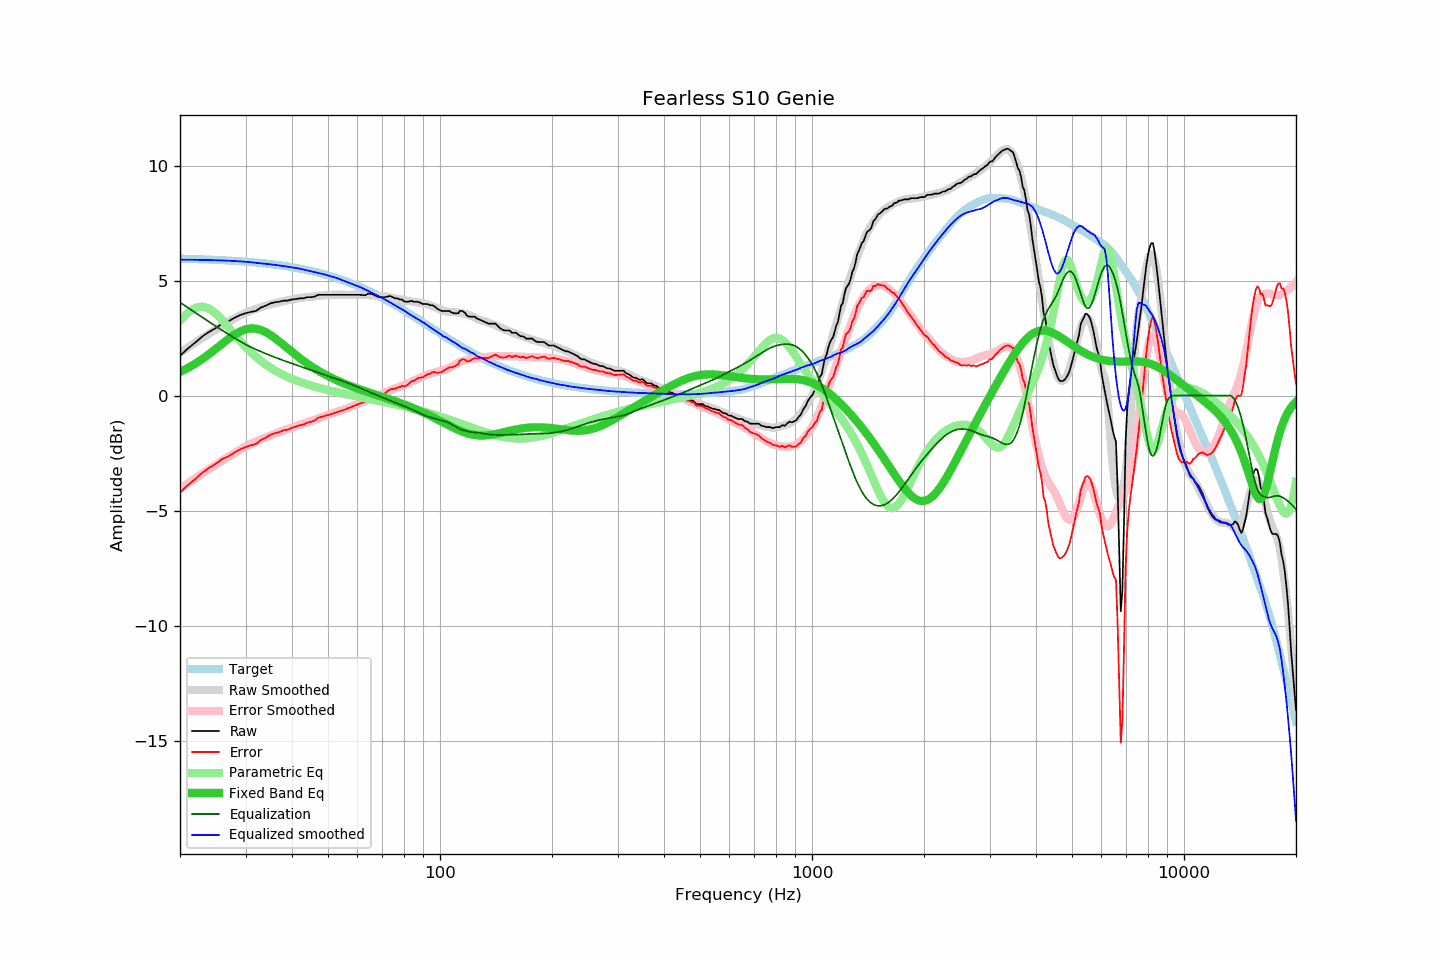 Fearless S10 Genie
10
5
0
−5
−10
−15
Amplitude (dBr)
100
1000
10000
Frequency (Hz)
Target
Raw Smoothed
Error Smoothed
Raw
Error
Parametric Eq
Fixed Band Eq
Equalization
Equalized smoothed